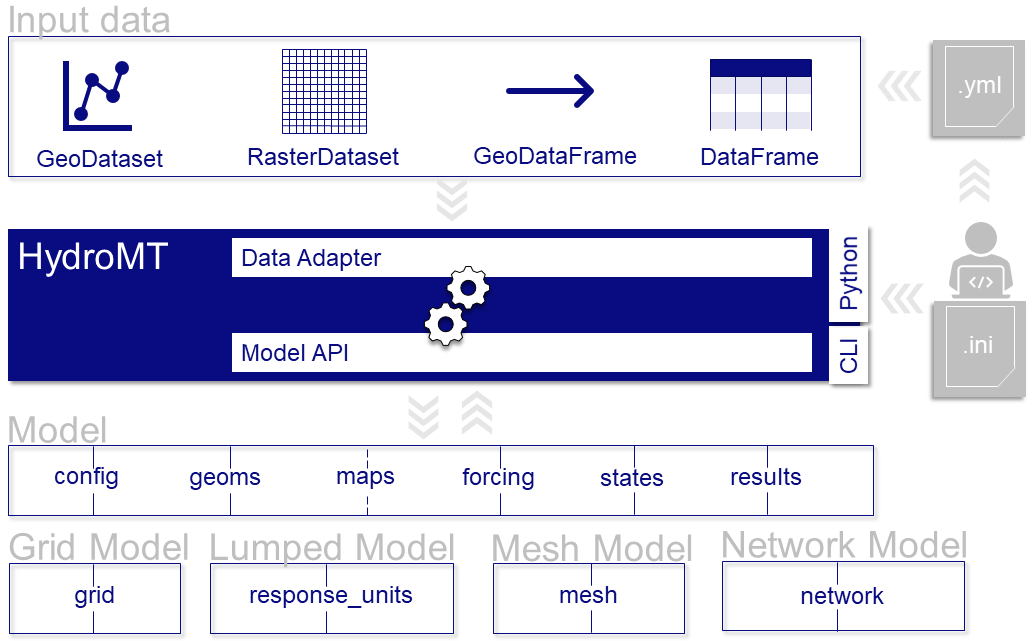 Input data
GeoDataset
RasterDataset
GeoDataFrame
DataFrame
.yml
HydroMT
Data Adapter
Model API
Python
CLI
</>
.ini
Model
config
geoms
maps
forcing
states
results
Grid Model
grid
Lumped Model
response_units
Mesh Model
mesh
Network Model
network